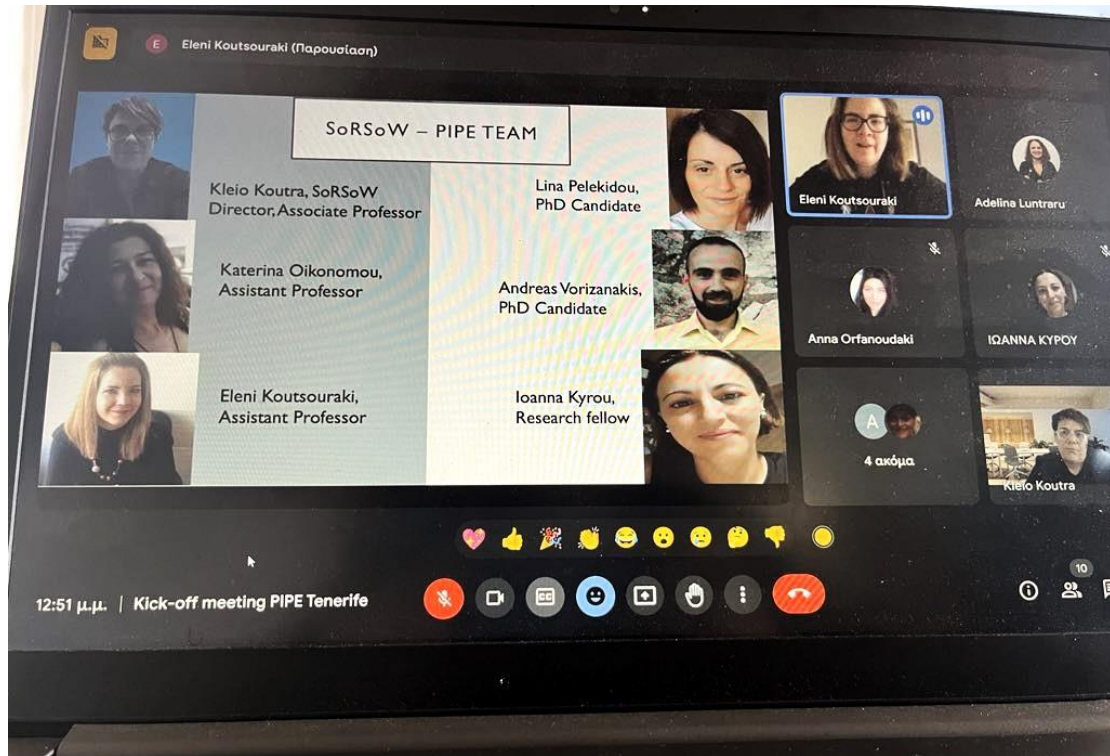 E
Eleni Koutsouraki (Παρουσίαση)
SoRSoW – PIPE TEAM
Kleio Koutra, SoRSoW
Director, Associate Professor
Katerina Oikonomou,
Assistant Professor
Eleni Koutsouraki,
Assistant Professor
Lina Pelekidou,
PhD Candidate
Andreas Vorizanakis,
PhD Candidate
Ioanna Kyrou,
Research fellow
Eleni Koutsouraki
Adelina Luntraru
Anna Orfanoudaki
ΙΩΑΝΝΑ ΚΥΡΟΥ
A
4 ακόμα
Kleio Koutra
12:51 μ.μ. | Kick-off meeting PIPE Tenerife
CC
10